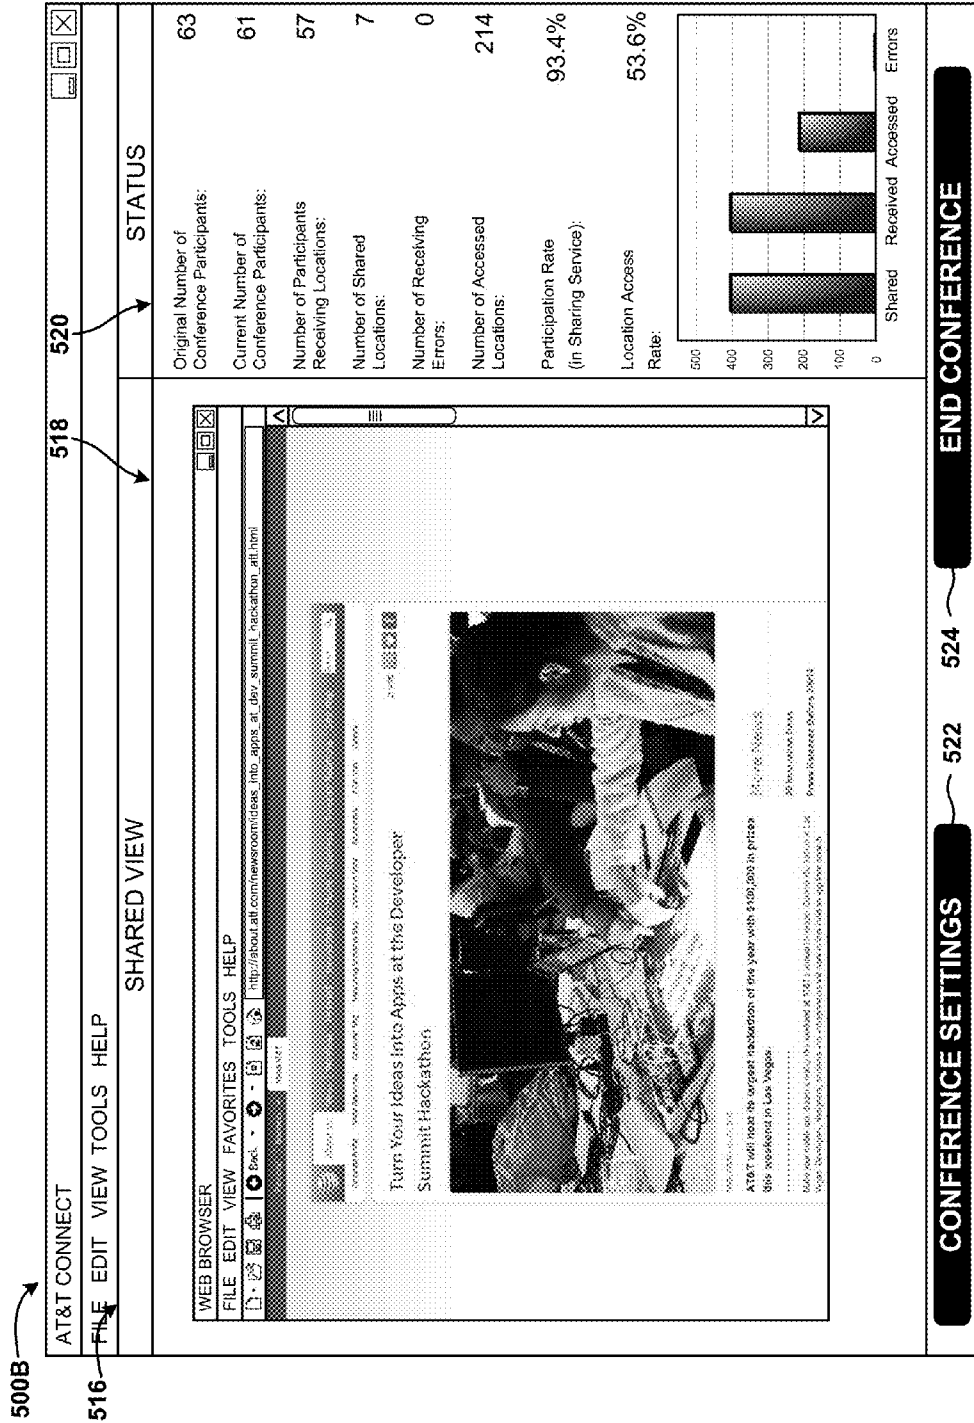 500B
516
518
520
AT&T CONNECT
FILE EDIT VIEW TOOLS HELP
SHARED VIEW
STATUS
WEB BROWSER
FILE EDIT VIEW FAVORITES TOOLS HELP
Back
http://about.att.com/newsroom/ideas_into_apps_at_dev_summit_hackathon_att.html
Turn Your Ideas Into Apps at the Developer
Summit Hackathon
AT&T will host its largest hackathon of the year with $100,000 in prizes
this weekend in Las Vegas.
Original Number of
Conference Participants:
63
Current Number of
Conference Participants:
61
Number of Participants
Receiving Locations:
57
Number of Shared
Locations:
7
Number of Receiving
Errors:
0
Number of Accessed
Locations:
214
Participation Rate
(in Sharing Service):
93.4%
Location Access
Rate:
53.6%
500
400
300
200
100
0
Shared Received Accessed Errors
CONFERENCE SETTINGS
522
524
END CONFERENCE